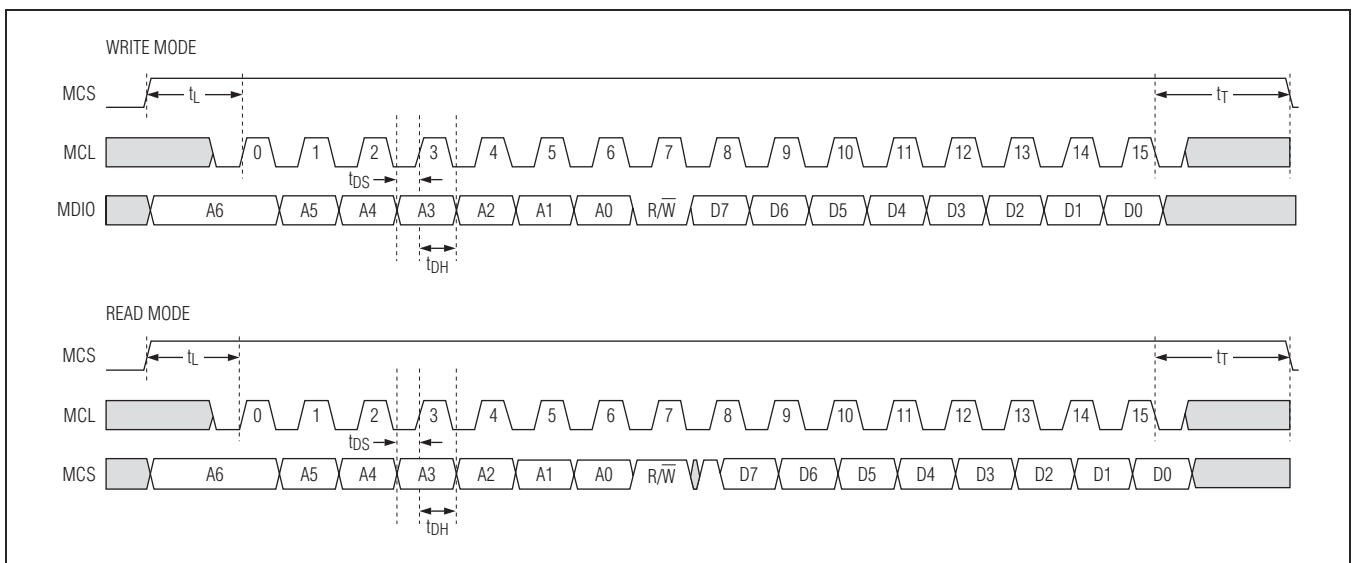 WRITE MODE
MCS tL tT
MCL 0 1 2 3 4 5 6 7 8 9 10 11 12 13 14 15
tDS
MDIO A6 A5 A4 A3 A2 A1 A0 R/W̅ D7 D6 D5 D4 D3 D2 D1 D0
tDH
READ MODE
MCS tL tT
MCL 0 1 2 3 4 5 6 7 8 9 10 11 12 13 14 15
tDS
MCS A6 A5 A4 A3 A2 A1 A0 R/W̅ D7 D6 D5 D4 D3 D2 D1 D0
tDH